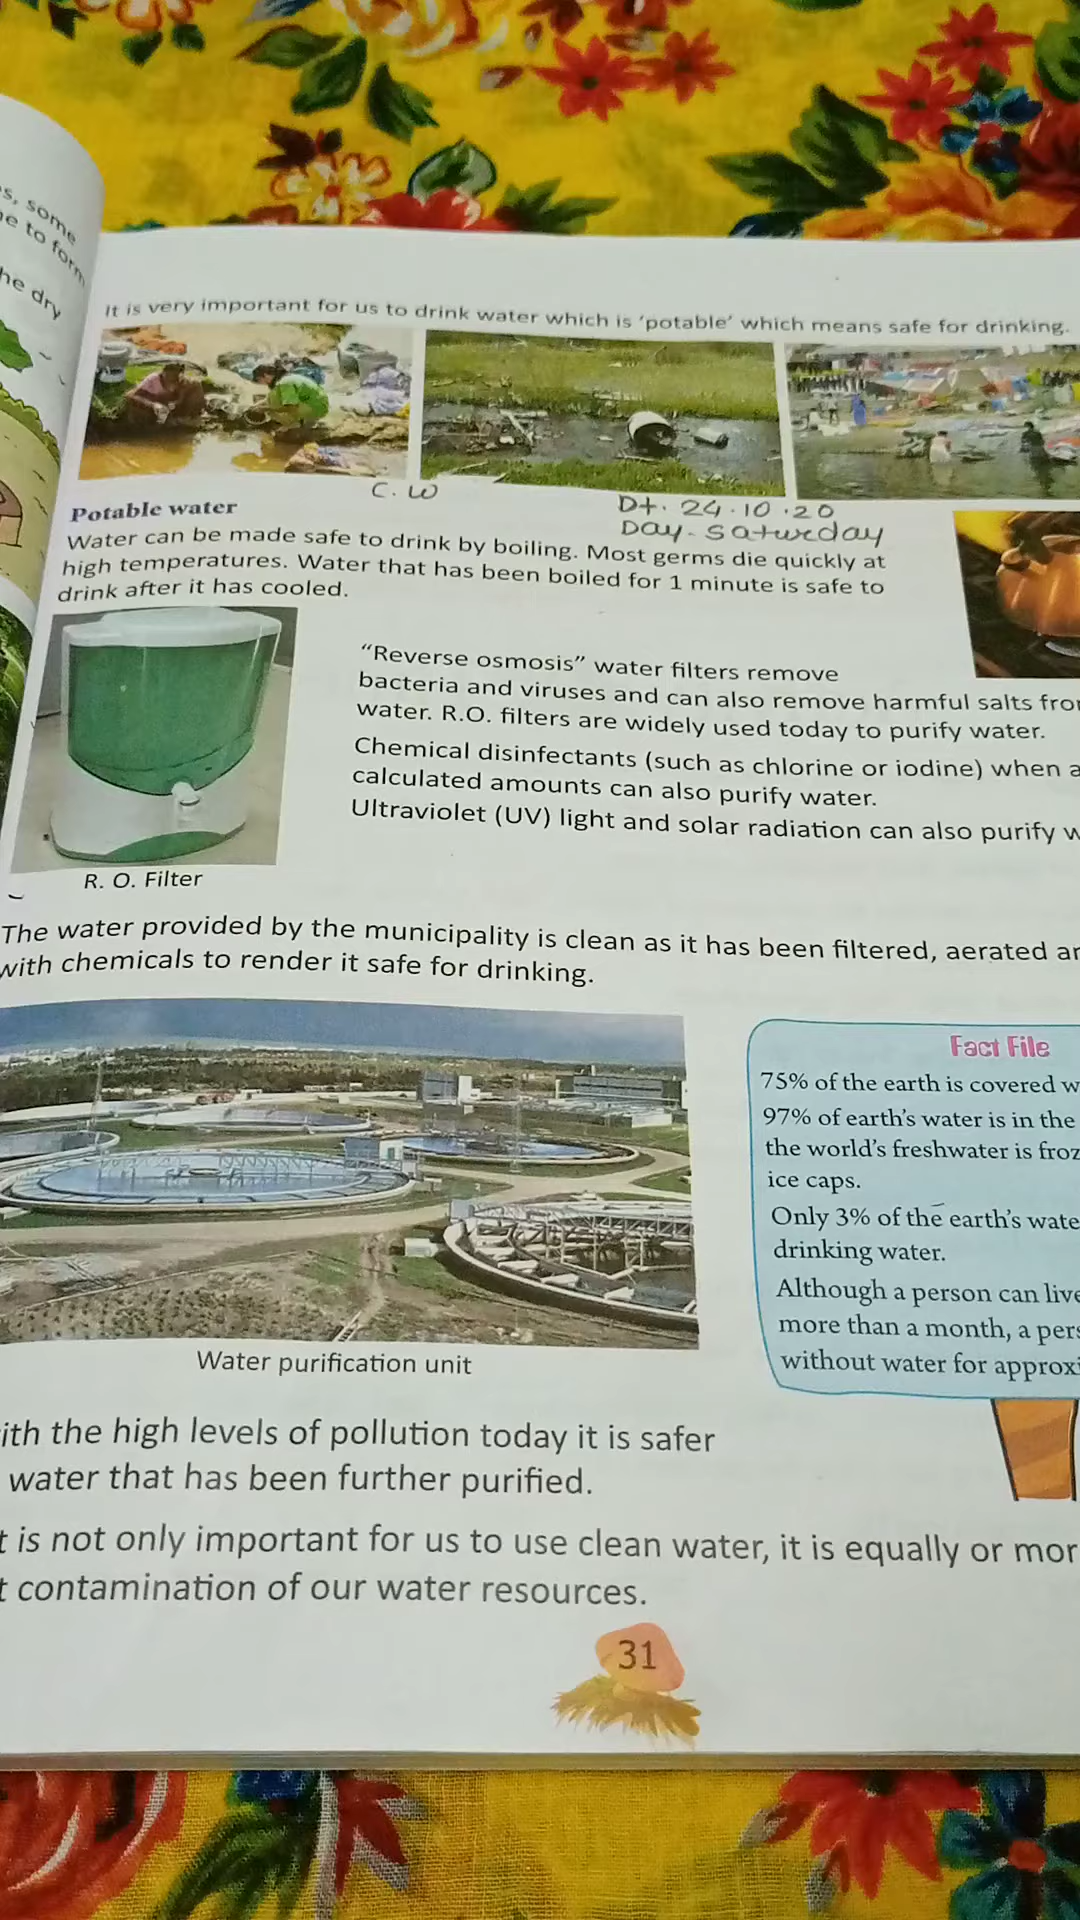 s, some
e to form
he dry
It is very important for us to drink water which is ‘potable’ which means safe for drinking.
C. W
Dt. 24.10.20
Day - Saturday
Potable water
Water can be made safe to drink by boiling. Most germs die quickly at
high temperatures. Water that has been boiled for 1 minute is safe to
drink after it has cooled.
“Reverse osmosis” water filters remove
bacteria and viruses and can also remove harmful salts fro
water. R.O. filters are widely used today to purify water.
Chemical disinfectants (such as chlorine or iodine) when a
calculated amounts can also purify water.
Ultraviolet (UV) light and solar radiation can also purify w
R. O. Filter
The water provided by the municipality is clean as it has been filtered, aerated an
with chemicals to render it safe for drinking.
Fact File
75% of the earth is covered w
97% of earth’s water is in the
the world’s freshwater is froz
ice caps.
Only 3% of the earth’s wate
drinking water.
Although a person can live
more than a month, a pers
without water for approxi
Water purification unit
ith the high levels of pollution today it is safer
water that has been further purified.
t is not only important for us to use clean water, it is equally or mor
t contamination of our water resources.
31